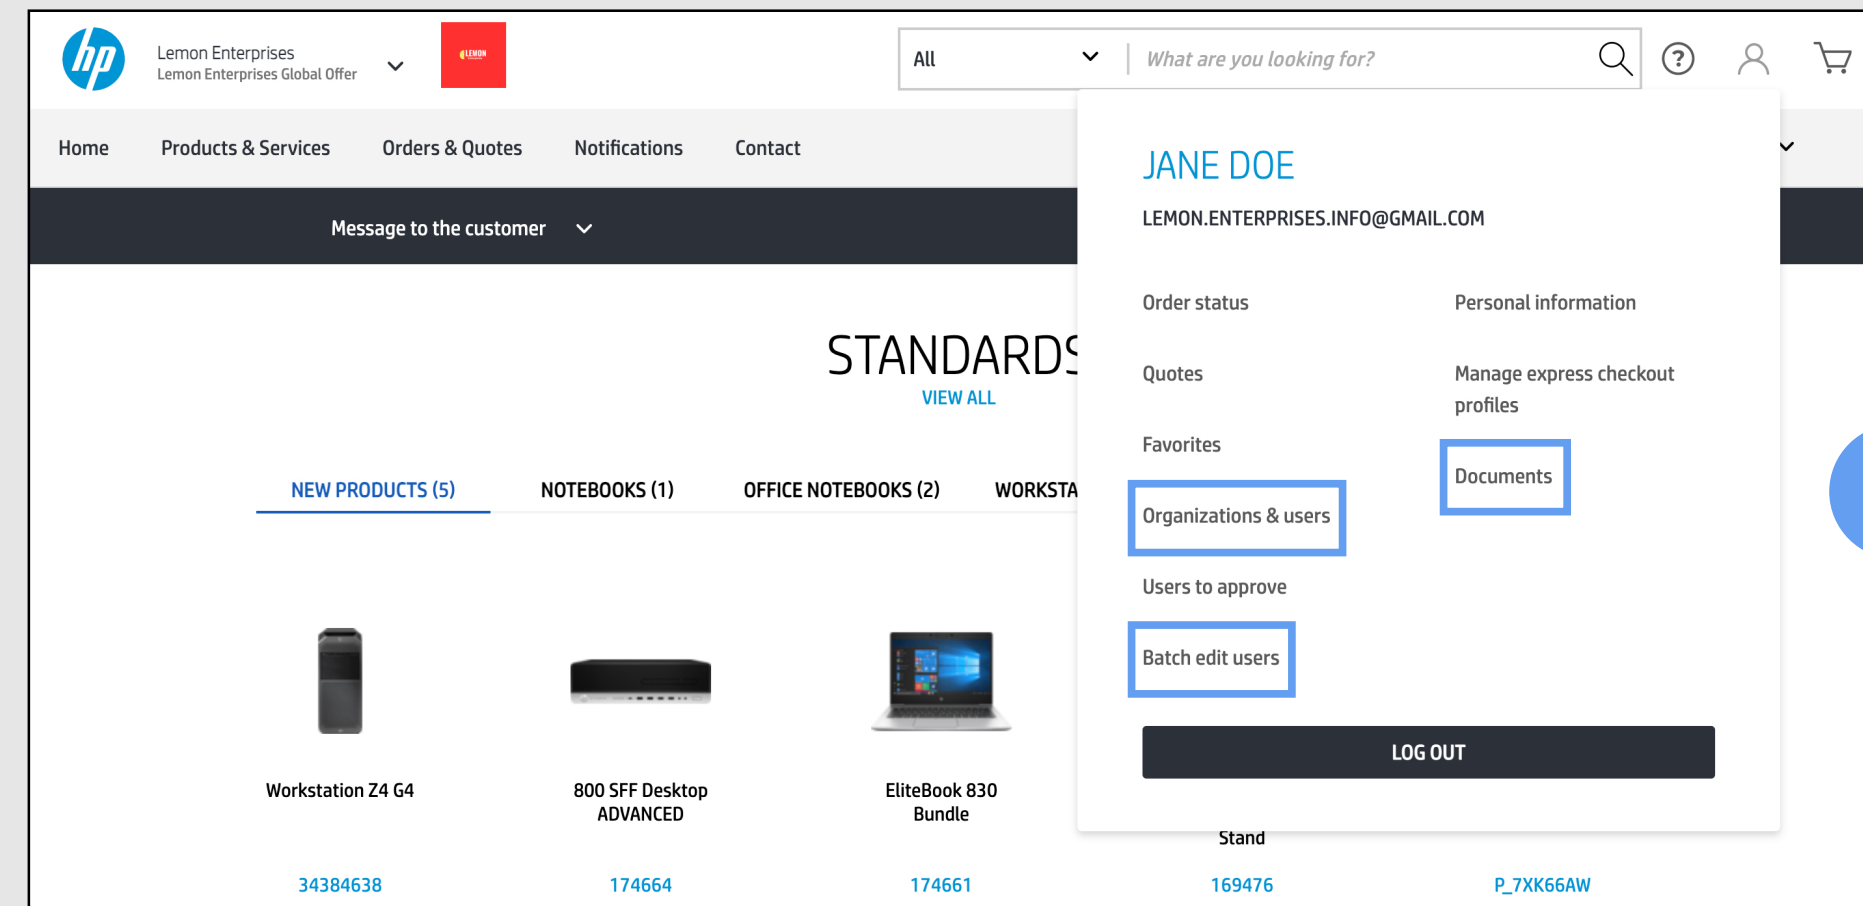 hp
Lemon Enterprises
Lemon Enterprises Global Offer
LEMON
All
What are you looking for?
?
Home
Products & Services
Orders & Quotes
Notifications
Contact
Message to the customer
JANE DOE
LEMON.ENTERPRISES.INFO@GMAIL.COM
Order status
Personal information
Quotes
Manage express checkout
profiles
Favorites
Documents
Organizations & users
Users to approve
Batch edit users
LOG OUT
STANDARDS
VIEW ALL
NEW PRODUCTS (5)
NOTEBOOKS (1)
OFFICE NOTEBOOKS (2)
WORKSTA
Workstation Z4 G4
800 SFF Desktop
ADVANCED
EliteBook 830
Bundle
Stand
34384638
174664
174661
169476
P_7XK66AW